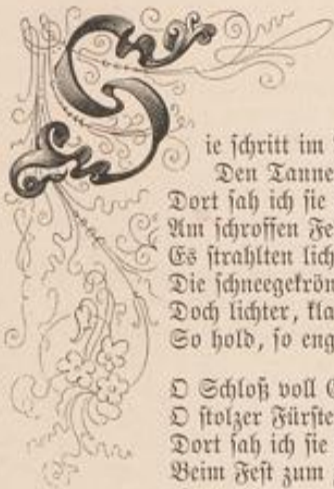 Sie schritt im
Den Tanne
Dort sah ich sie
Am schroffen Fe
Es strahlten lich
Die schneegekrön
Doch lichter, kla
So hold, so eng
O Schloß voll
O stolzer Fürste
Dort sah ich sie
Beim Fest zum